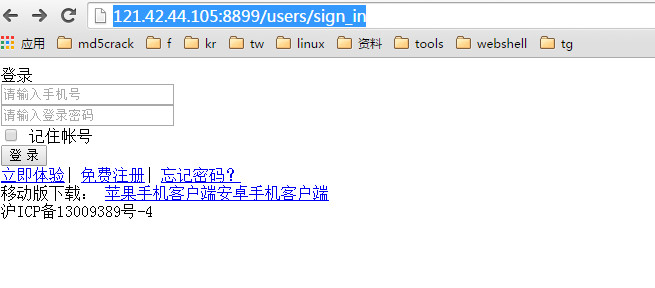 121.42.44.105:8899/users/sign_in
应用 md5crack f kr tw linux 资料 tools webshell tg
登录
请输入手机号
请输入登录密码
记住帐号
登 录
立即体验| 免费注册| 忘记密码?
移动版下载： 苹果手机客户端安卓手机客户端
沪ICP备13009389号-4